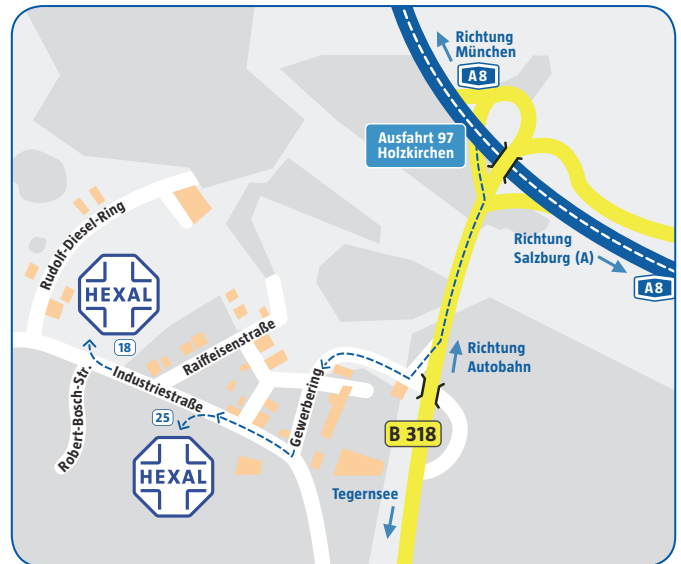 Richtung
München
A8
Ausfahrt 97
Holzkirchen
Rudolf-Diesel-Ring
Richtung
Salzburg (A)
A8
HEXAL
18
Raiffeisenstraße
Richtung
Autobahn
Robert-Bosch-Str.
Industriestraße
Gewerbering
25
B 318
HEXAL
Tegernsee